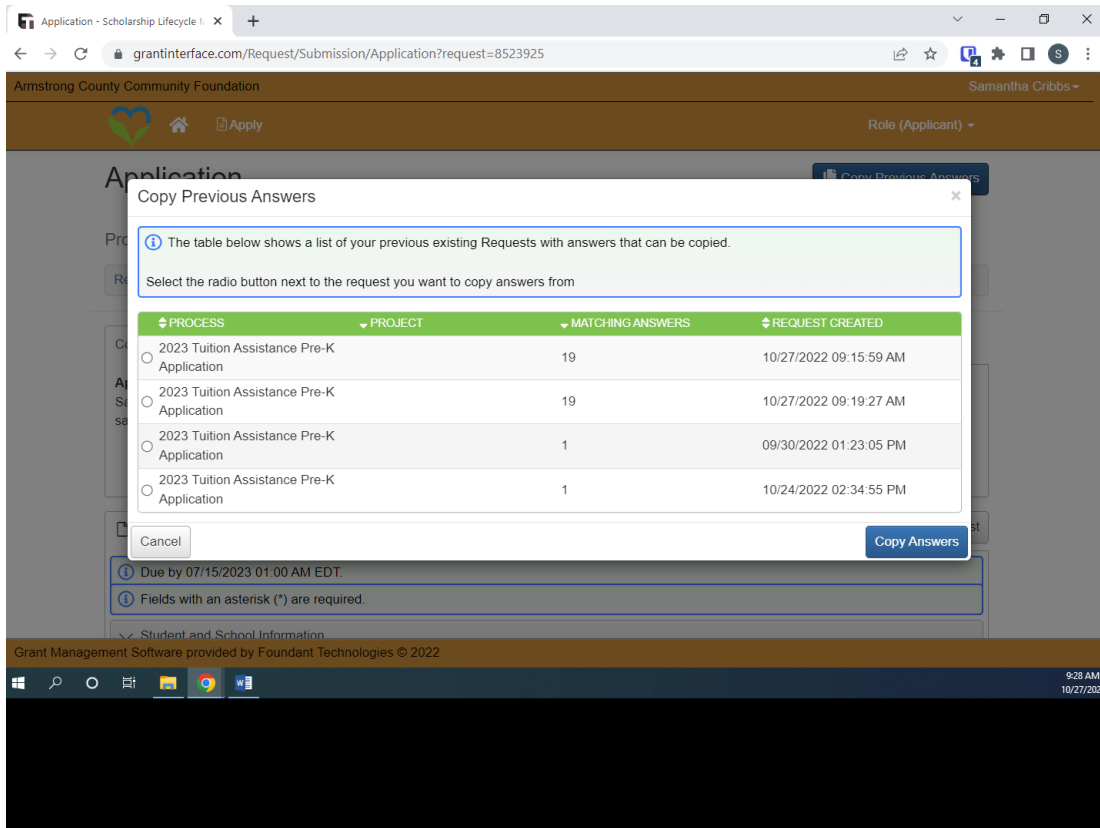 Application - Scholarship Lifecycle
grantinterface.com/Request/Submission/Application?request=8523925
4
S
Armstrong County Community Foundation
Samantha Cribbs
Apply
Role (Applicant)
Application
Copy Previous Answers
Copy Previous Answers
×
The table below shows a list of your previous existing Requests with answers that can be copied.
Select the radio button next to the request you want to copy answers from
PROCESS PROJECT MATCHING ANSWERS REQUEST CREATED
2023 Tuition Assistance Pre-K
Application
19
10/27/2022 09:15:59 AM
2023 Tuition Assistance Pre-K
Application
19
10/27/2022 09:19:27 AM
2023 Tuition Assistance Pre-K
Application
1
09/30/2022 01:23:05 PM
2023 Tuition Assistance Pre-K
Application
1
10/24/2022 02:34:55 PM
Cancel
Copy Answers
Due by 07/15/2023 01:00 AM EDT.
Fields with an asterisk (*) are required.
Student and School Information
Grant Management Software provided by Foundant Technologies © 2022
9:28 AM
10/27/202